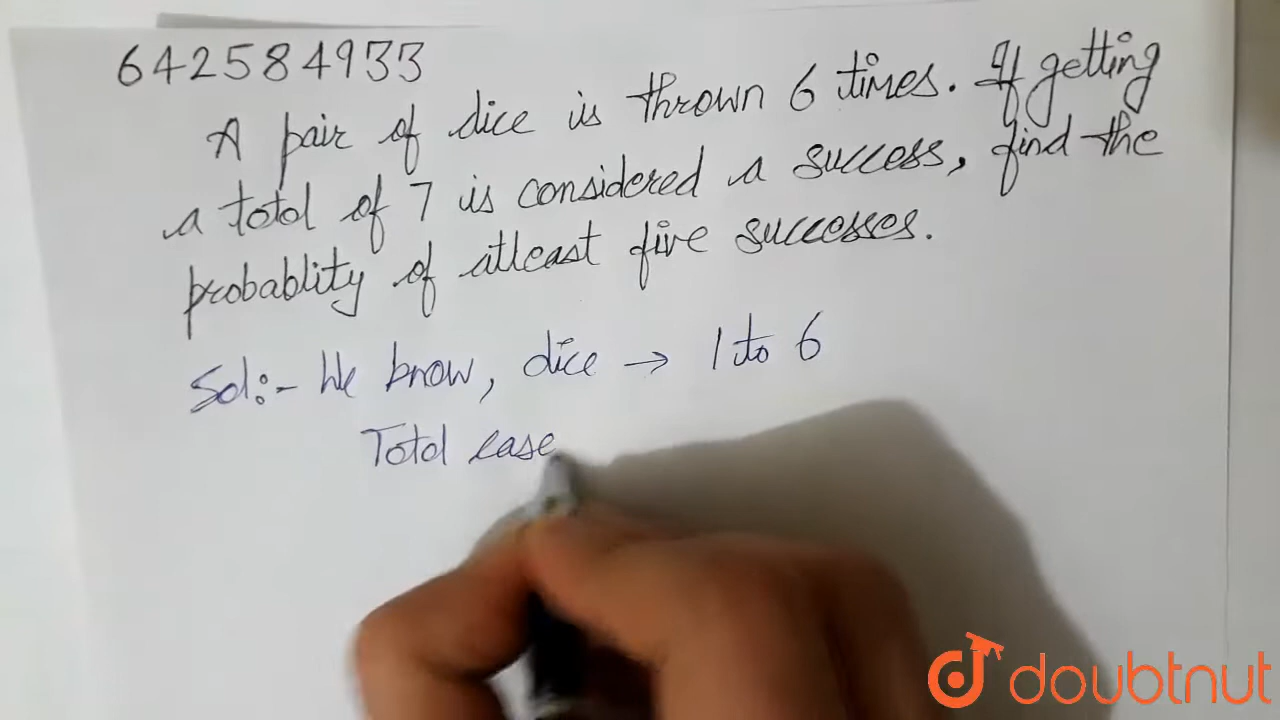 642584933
A pair of dice is thrown 6 times. If getting
a total of 7 is considered a success, find the
probablity of atleast five successes.
Sol:- We know, dice → 1 to 6
Total case
doubtnut